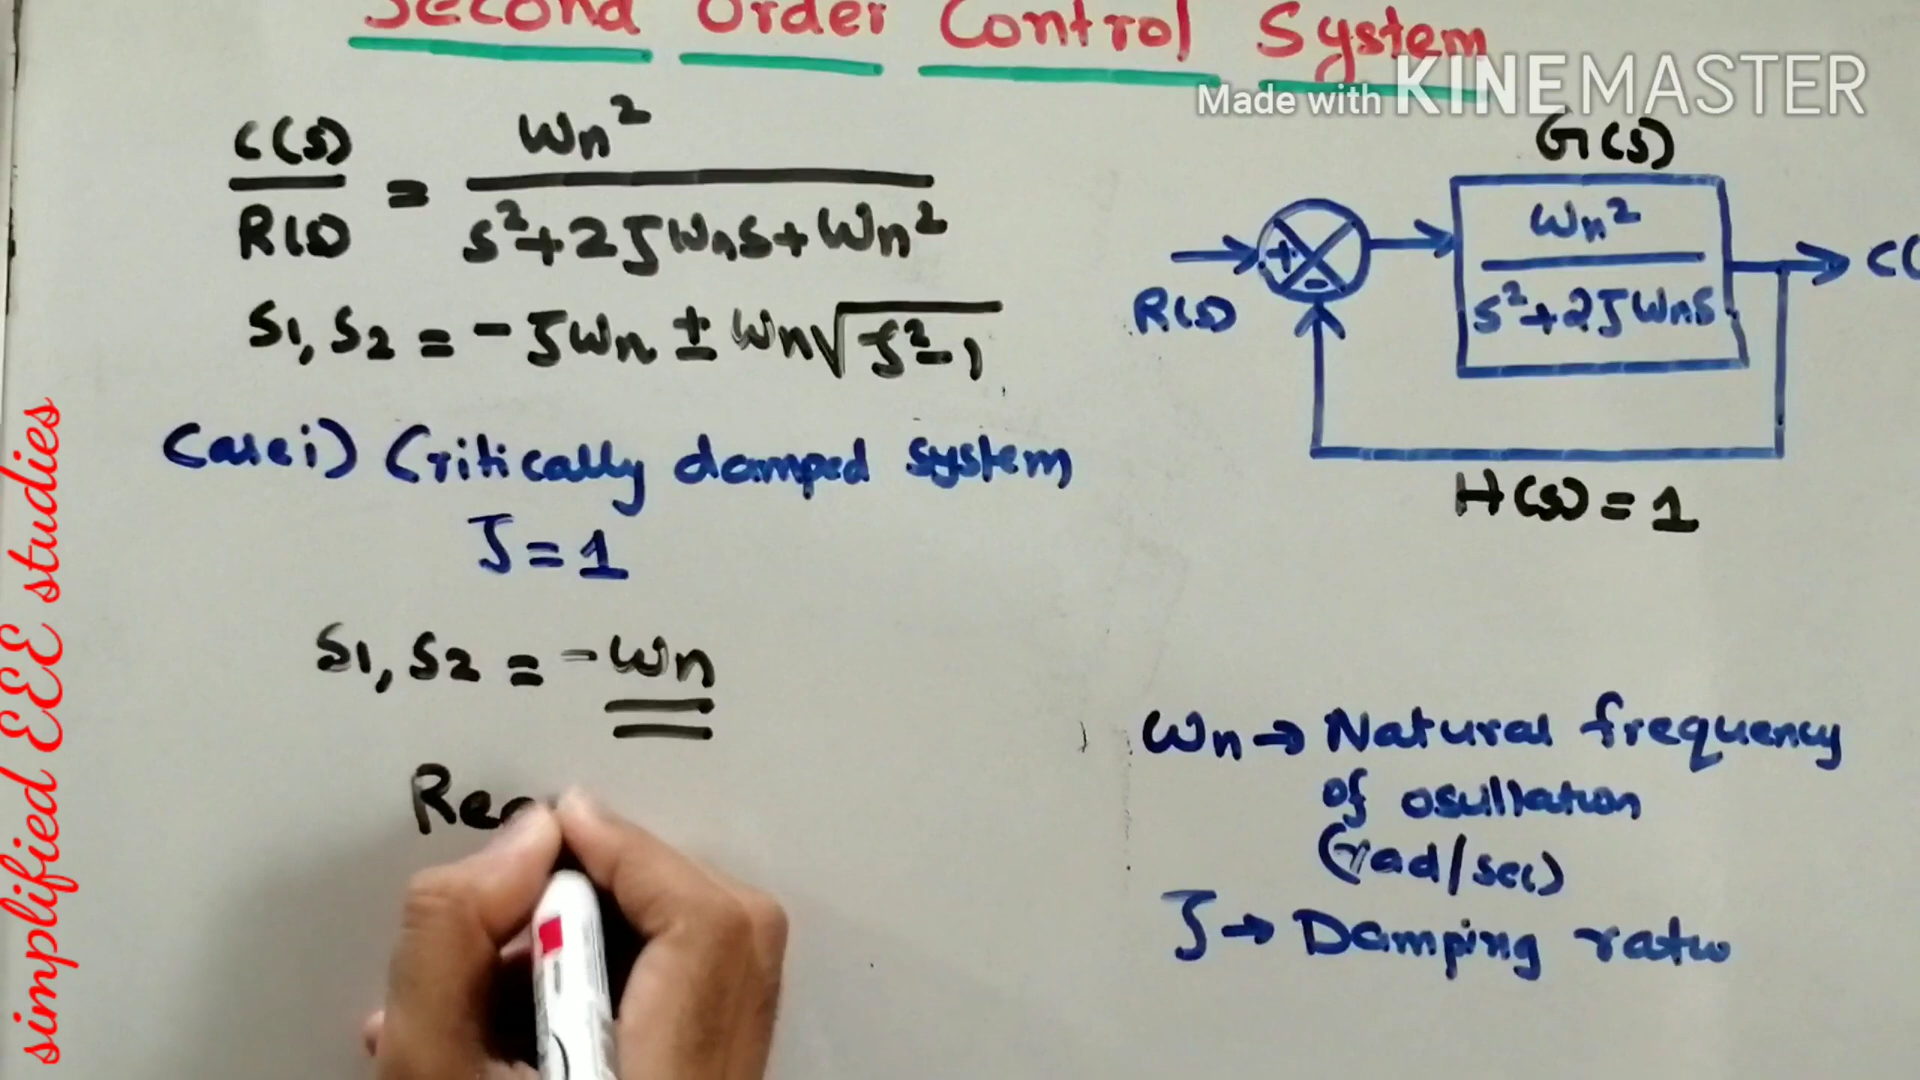 Second Order Control System
Made with KINEMASTER
C(s)/R(s) = ωn²/(s²+2ζωns+ωn²)
s1, s2 = -ζωn ± ωn√(ζ²-1)
Case i) Critically damped system
ζ = 1
s1, s2 = -ωn
G(s)
ωn²/(s²+2ζωns)
+
-
R(s)
C(
H(s) = 1
ωn → Natural frequency
of oscillation
(rad/sec)
ζ → Damping ratio
simplified EEE studies